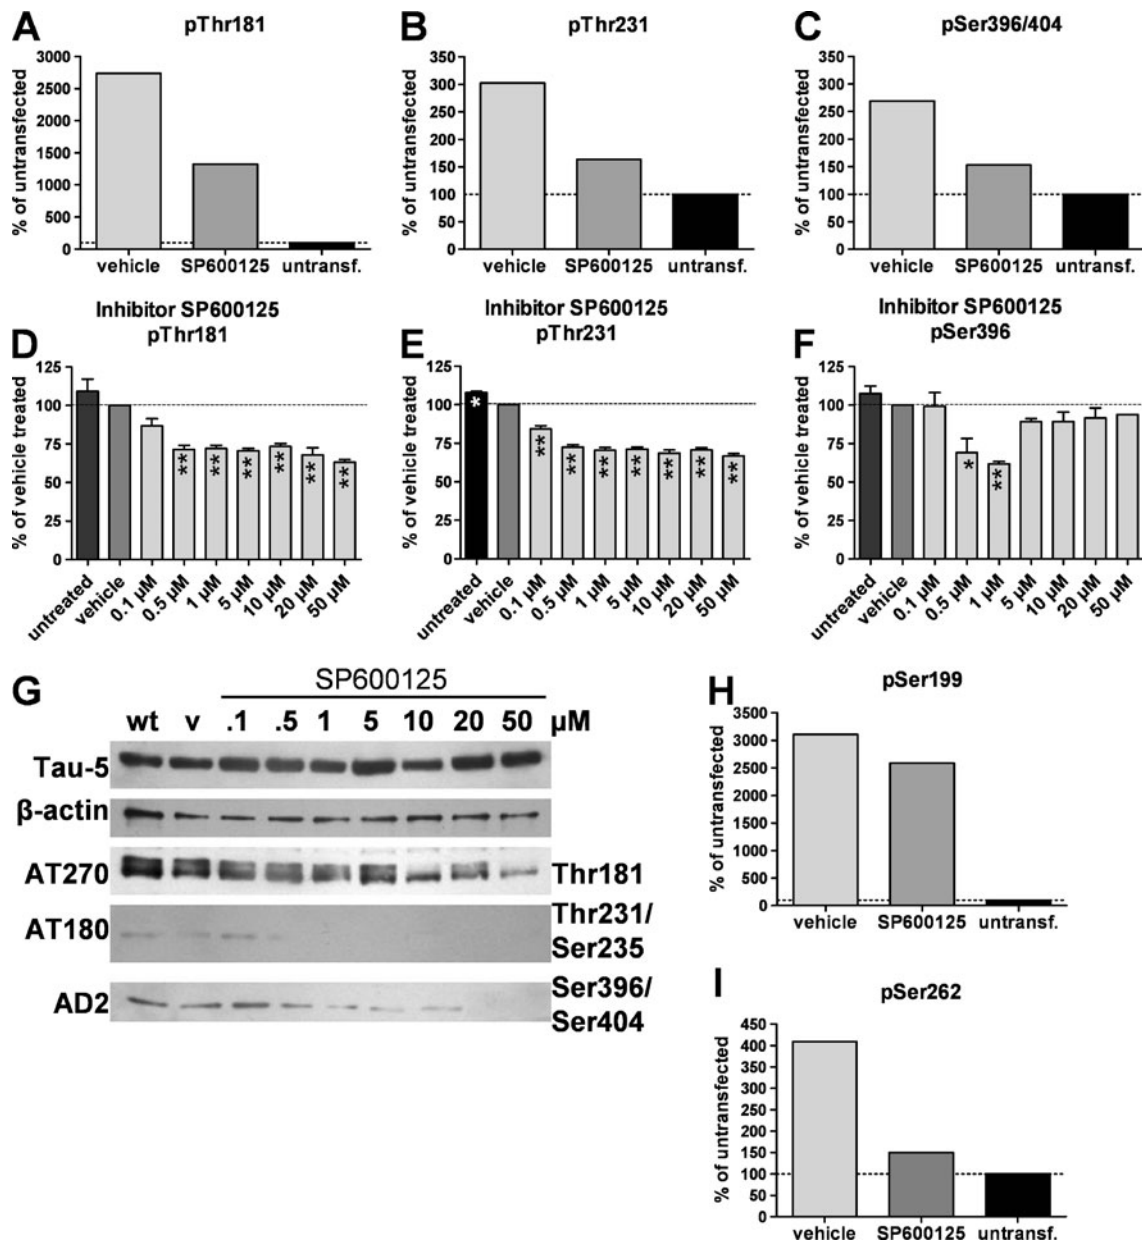 A
pThr181
% of untransfected
3000
2500
2000
1500
1000
500
0
vehicle SP600125 untransf.
B
pThr231
% of untransfected
350
300
250
200
150
100
50
0
vehicle SP600125 untransf.
C
pSer396/404
% of untransfected
350
300
250
200
150
100
50
0
vehicle SP600125 untransf.
D
Inhibitor SP600125
pThr181
% of vehicle treated
125
100
75
50
25
0
** ** ** ** ** **
untreated vehicle 0.1 µM 0.5 µM 1 µM 5 µM 10 µM 20 µM 50 µM
E
Inhibitor SP600125
pThr231
% of vehicle treated
125
100
75
50
25
0
* ** ** ** ** ** ** **
untreated vehicle 0.1 µM 0.5 µM 1 µM 5 µM 10 µM 20 µM 50 µM
F
Inhibitor SP600125
pSer396
% of vehicle treated
125
100
75
50
25
0
* **
untreated vehicle 0.1 µM 0.5 µM 1 µM 5 µM 10 µM 20 µM 50 µM
G
SP600125
wt v .1 .5 1 5 10 20 50 µM
Tau-5
β-actin
AT270 Thr181
AT180 Thr231/
Ser235
AD2 Ser396/
Ser404
H
pSer199
% of untransfected
3500
3000
2500
2000
1500
1000
500
0
vehicle SP600125 untransf.
I
pSer262
% of untransfected
450
400
350
300
250
200
150
100
50
0
vehicle SP600125 untransf.